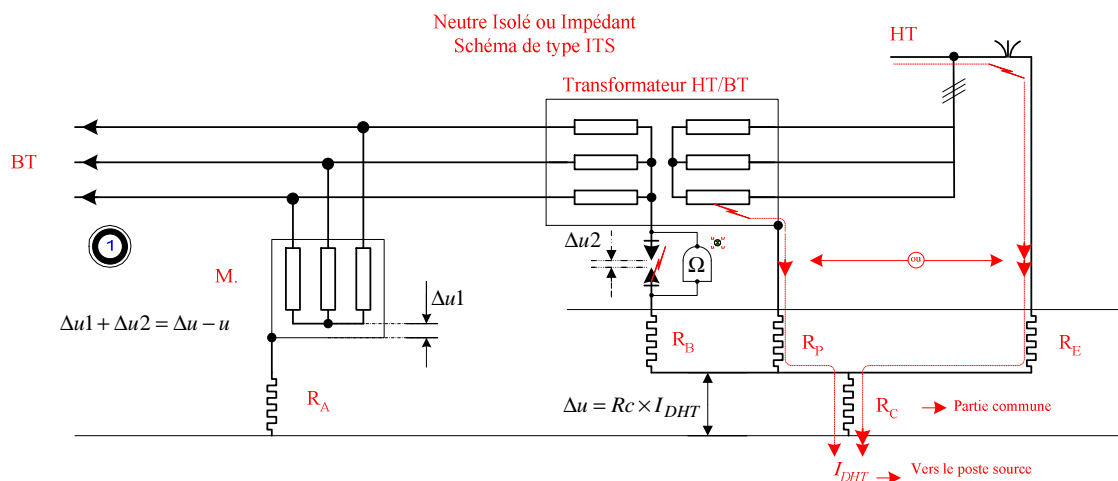 Neutre Isolé ou Impédant
Schéma de type ITS
HT
Transformateur HT/BT
BT
1
Δu2
Ω
ou
M.
Δu1
Δu1 + Δu2 = Δu − u
R_B
R_P
R_E
R_A
Δu = Rc × I_DHT
R_C
Partie commune
I_DHT
Vers le poste source